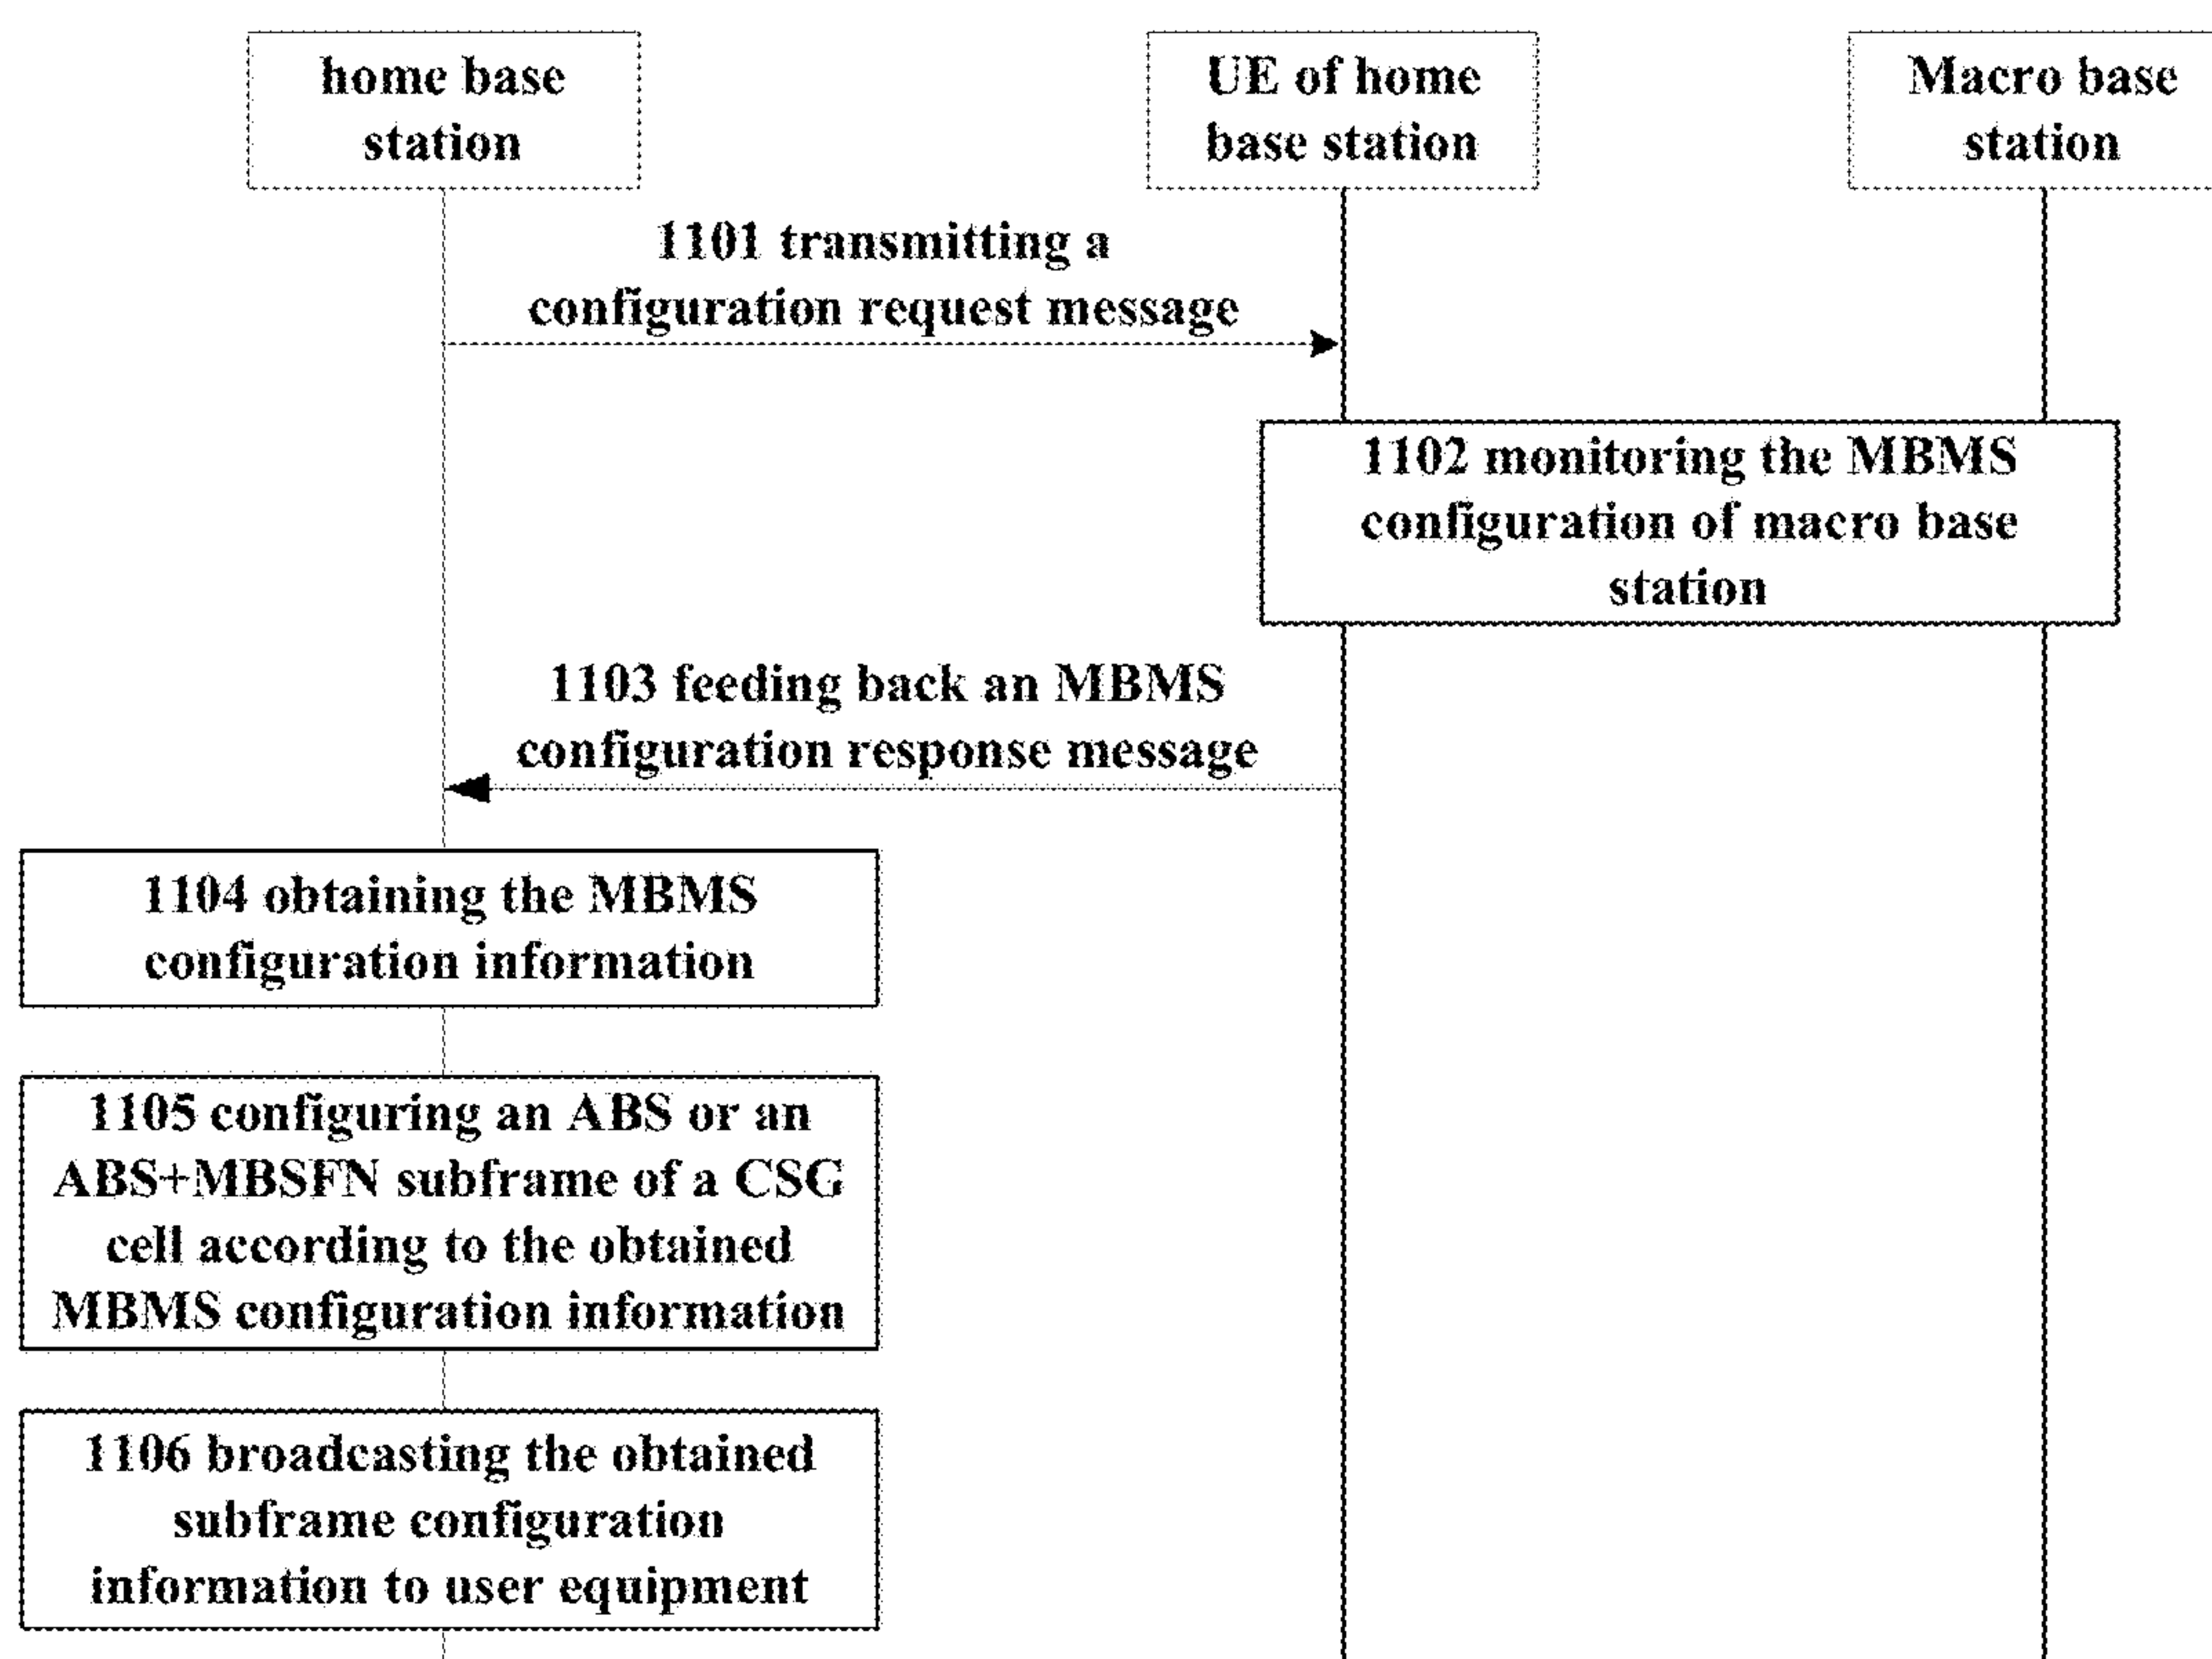 home base
station
UE of home
base station
Macro base
station
1101 transmitting a
configuration request message
1102 monitoring the MBMS
configuration of macro base
station
1103 feeding back an MBMS
configuration response message
1104 obtaining the MBMS
configuration information
1105 configuring an ABS or an
ABS+MBSFN subframe of a CSG
cell according to the obtained
MBMS configuration information
1106 broadcasting the obtained
subframe configuration
information to user equipment